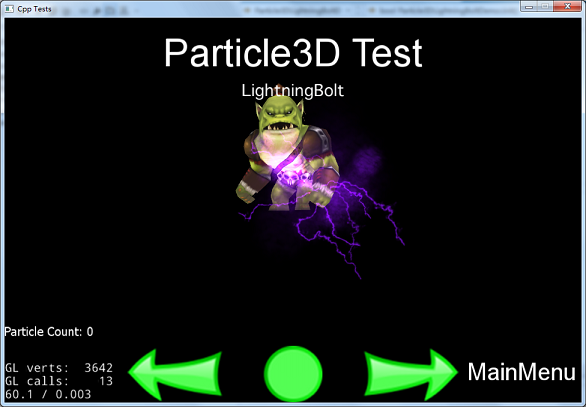 Cpp Tests
Particle3D Test
LightningBolt
Particle Count: 0
GL verts: 3642
GL calls: 13
60.1 / 0.003
MainMenu